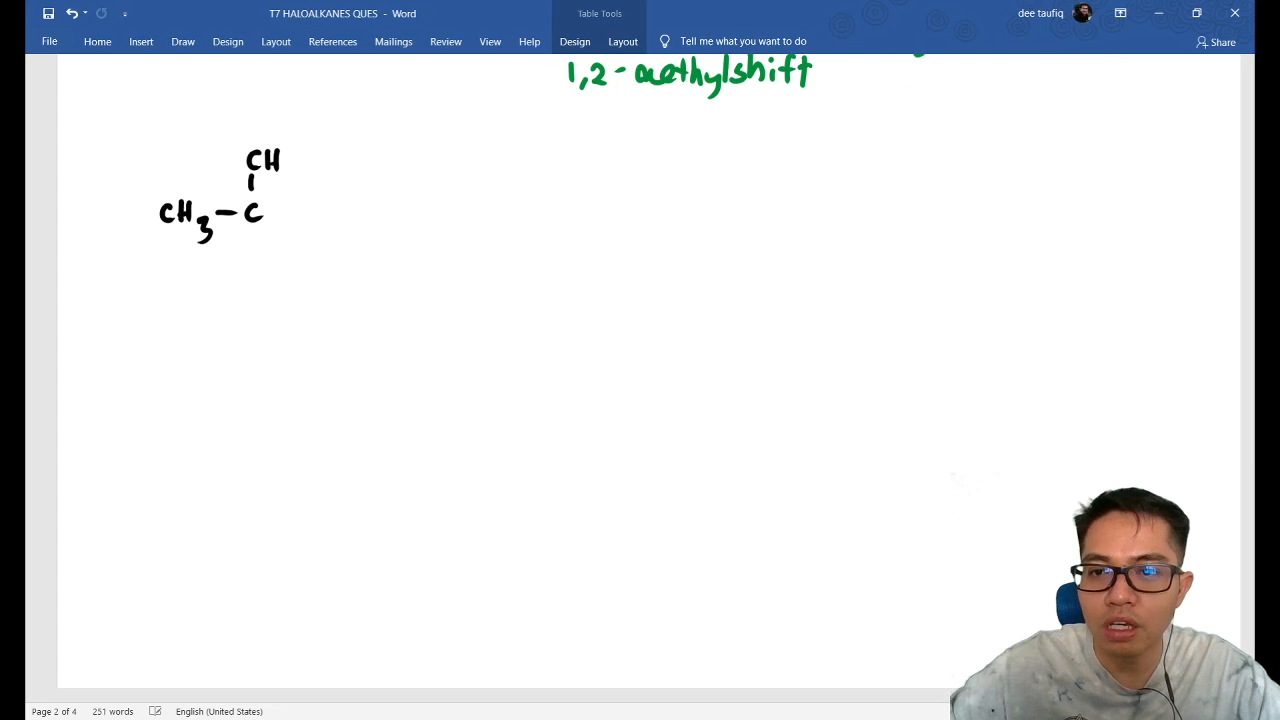 T7 HALOALKANES QUES - Word
Table Tools
dee taufiq
File Home Insert Draw Design Layout References Mailings Review View Help Design Layout Tell me what you want to do Share
1,2-methylshift
CH
CH3-C
Page 2 of 4 251 words English (United States)